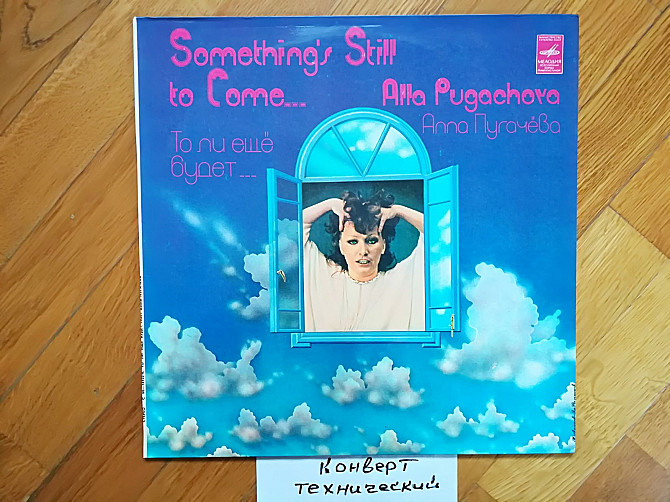 Something's Still
to Come...
Alla Pugachova
Алла Пугачёва
То ли ещё
будет...
МЕЛОДИЯ
конверт
технический